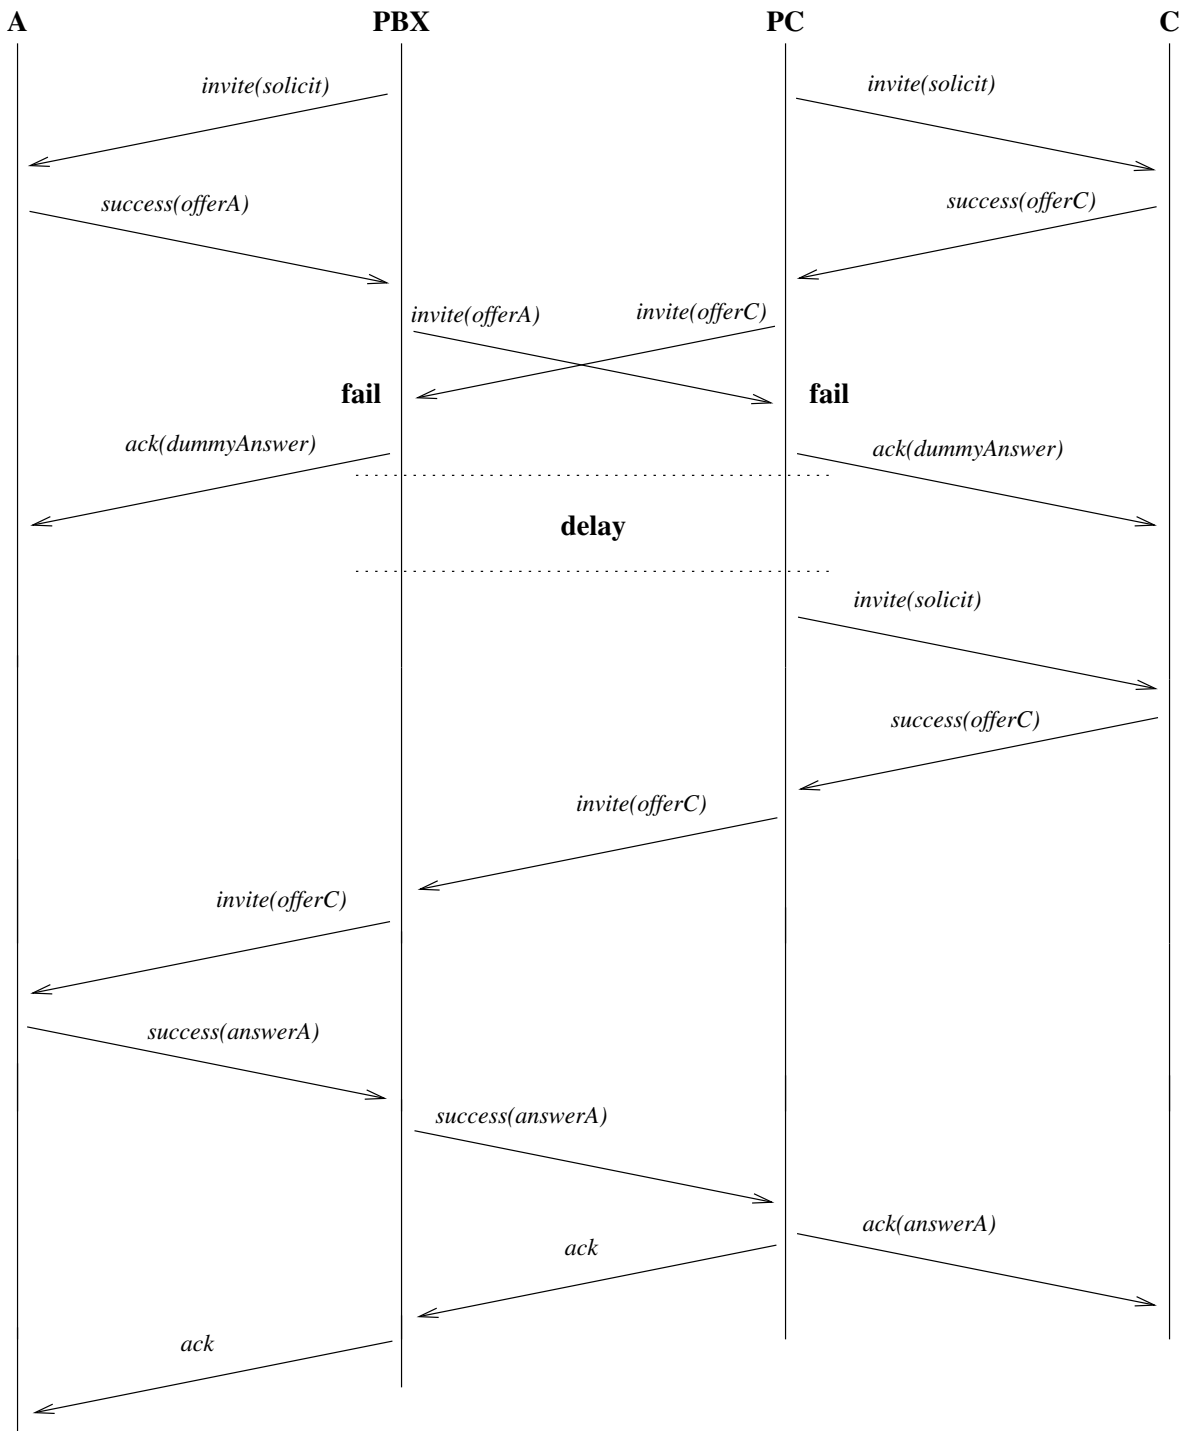 A PBX PC C
invite(solicit) invite(solicit)
success(offerA) success(offerC)
invite(offerA) invite(offerC)
fail fail
ack(dummyAnswer) ack(dummyAnswer)
delay
invite(solicit)
success(offerC)
invite(offerC)
invite(offerC)
success(answerA)
success(answerA)
ack(answerA)
ack
ack